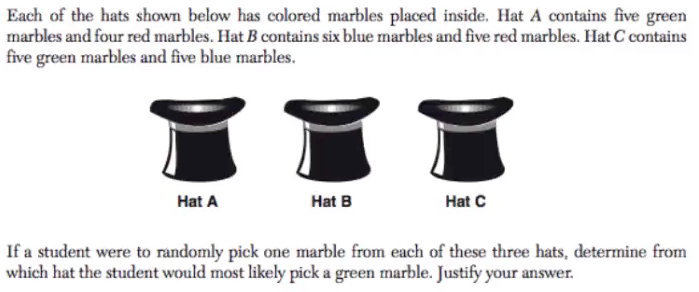 Each of the hats shown below has colored marbles placed inside. Hat A contains five green
marbles and four red marbles. Hat B contains six blue marbles and five red marbles. Hat C contains
five green marbles and five blue marbles.
Hat A Hat B Hat C
If a student were to randomly pick one marble from each of these three hats, determine from
which hat the student would most likely pick a green marble. Justify your answer.